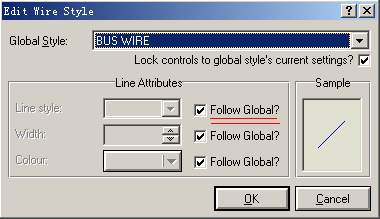 Edit Wire Style
Global Style: BUS WIRE
Lock controls to global style's current settings?
Line Attributes Sample
Line style: Follow Global?
Width: Follow Global?
Colour: Follow Global?
OK Cancel